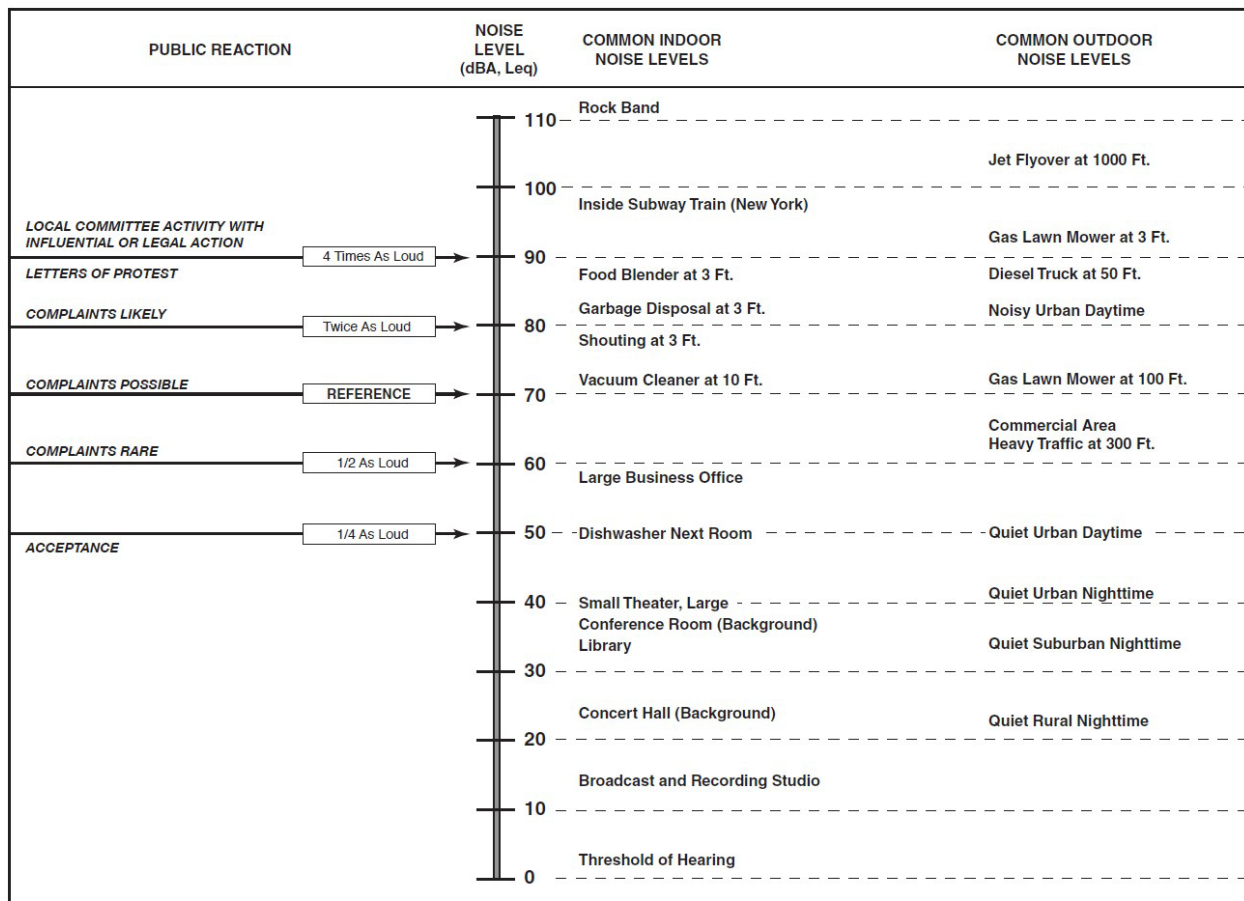 PUBLIC REACTION
NOISE
LEVEL
(dBA, Leq)
COMMON INDOOR
NOISE LEVELS
COMMON OUTDOOR
NOISE LEVELS
Rock Band
110
Jet Flyover at 1000 Ft.
100
Inside Subway Train (New York)
LOCAL COMMITTEE ACTIVITY WITH
INFLUENTIAL OR LEGAL ACTION
Gas Lawn Mower at 3 Ft.
4 Times As Loud
90
LETTERS OF PROTEST
Food Blender at 3 Ft.
Diesel Truck at 50 Ft.
COMPLAINTS LIKELY
Garbage Disposal at 3 Ft.
Noisy Urban Daytime
Twice As Loud
80
Shouting at 3 Ft.
COMPLAINTS POSSIBLE
Vacuum Cleaner at 10 Ft.
Gas Lawn Mower at 100 Ft.
REFERENCE
70
Commercial Area
Heavy Traffic at 300 Ft.
COMPLAINTS RARE
1/2 As Loud
60
Large Business Office
1/4 As Loud
50
Dishwasher Next Room
Quiet Urban Daytime
ACCEPTANCE
Quiet Urban Nighttime
40
Small Theater, Large
Conference Room (Background)
Library
Quiet Suburban Nighttime
30
Concert Hall (Background)
Quiet Rural Nighttime
20
Broadcast and Recording Studio
10
Threshold of Hearing
0